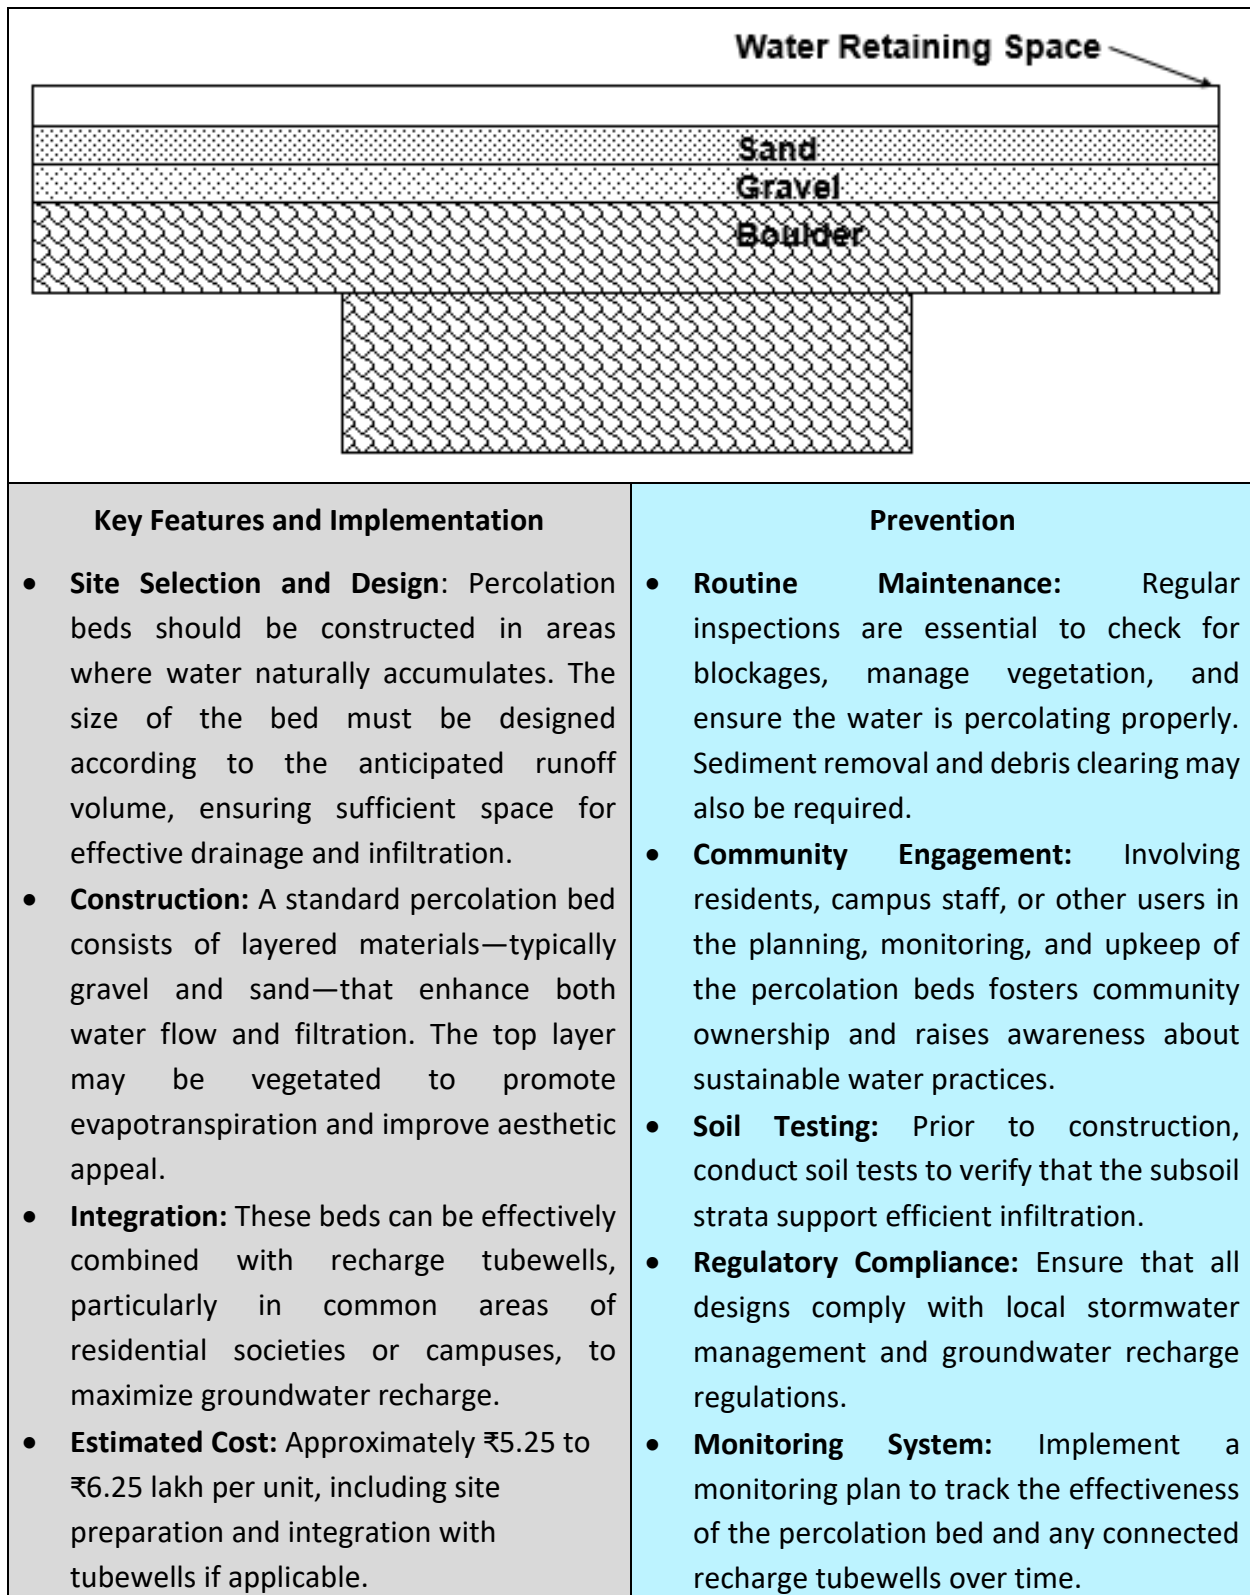 Water Retaining Space
Sand
Gravel
Boulder
Key Features and Implementation
• Site Selection and Design: Percolation
beds should be constructed in areas
where water naturally accumulates. The
size of the bed must be designed
according to the anticipated runoff
volume, ensuring sufficient space for
effective drainage and infiltration.
• Construction: A standard percolation bed
consists of layered materials—typically
gravel and sand—that enhance both
water flow and filtration. The top layer
may be vegetated to promote
evapotranspiration and improve aesthetic
appeal.
• Integration: These beds can be effectively
combined with recharge tubewells,
particularly in common areas of
residential societies or campuses, to
maximize groundwater recharge.
• Estimated Cost: Approximately ₹5.25 to
₹6.25 lakh per unit, including site
preparation and integration with
tubewells if applicable.
Prevention
• Routine Maintenance: Regular
inspections are essential to check for
blockages, manage vegetation, and
ensure the water is percolating properly.
Sediment removal and debris clearing may
also be required.
• Community Engagement: Involving
residents, campus staff, or other users in
the planning, monitoring, and upkeep of
the percolation beds fosters community
ownership and raises awareness about
sustainable water practices.
• Soil Testing: Prior to construction,
conduct soil tests to verify that the subsoil
strata support efficient infiltration.
• Regulatory Compliance: Ensure that all
designs comply with local stormwater
management and groundwater recharge
regulations.
• Monitoring System: Implement a
monitoring plan to track the effectiveness
of the percolation bed and any connected
recharge tubewells over time.